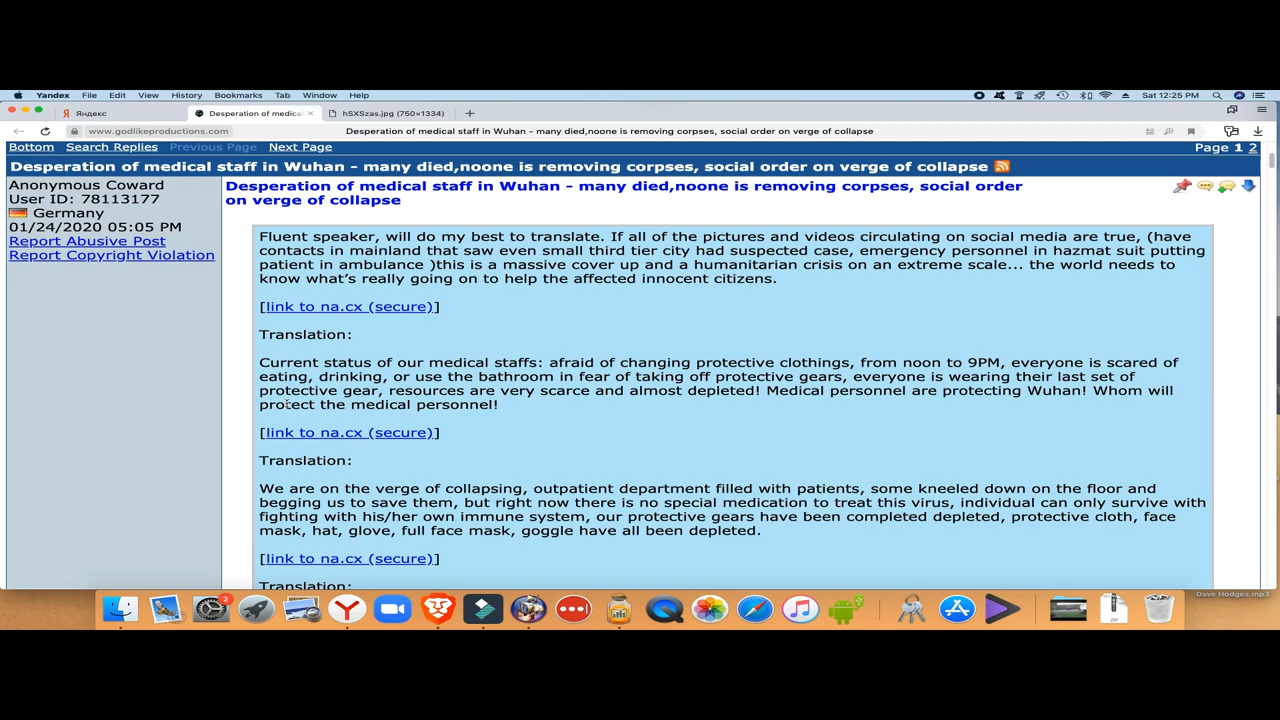 Yandex File Edit View History Bookmarks Tab Window Help Sat 12:25 PM
Я Яндекс Desperation of medica hSXSzas.jpg (750×1334)
www.godlikeproductions.com Desperation of medical staff in Wuhan - many died,noone is removing corpses, social order on verge of collapse
Bottom Search Replies Previous Page Next Page Page 1 2
Desperation of medical staff in Wuhan - many died,noone is removing corpses, social order on verge of collapse
Anonymous Coward
User ID: 78113177
Germany
01/24/2020 05:05 PM
Report Abusive Post
Report Copyright Violation
Desperation of medical staff in Wuhan - many died,noone is removing corpses, social order
on verge of collapse
Fluent speaker, will do my best to translate. If all of the pictures and videos circulating on social media are true, (have
contacts in mainland that saw even small third tier city had suspected case, emergency personnel in hazmat suit putting
patient in ambulance )this is a massive cover up and a humanitarian crisis on an extreme scale... the world needs to
know what's really going on to help the affected innocent citizens.
[link to na.cx (secure)]
Translation:
Current status of our medical staffs: afraid of changing protective clothings, from noon to 9PM, everyone is scared of
eating, drinking, or use the bathroom in fear of taking off protective gears, everyone is wearing their last set of
protective gear, resources are very scarce and almost depleted! Medical personnel are protecting Wuhan! Whom will
protect the medical personnel!
[link to na.cx (secure)]
Translation:
We are on the verge of collapsing, outpatient department filled with patients, some kneeled down on the floor and
begging us to save them, but right now there is no special medication to treat this virus, individual can only survive with
fighting with his/her own immune system, our protective gears have been completed depleted, protective cloth, face
mask, hat, glove, full face mask, goggle have all been depleted.
[link to na.cx (secure)]
Translation:
Dave Hodges.mp3
2
ZIP